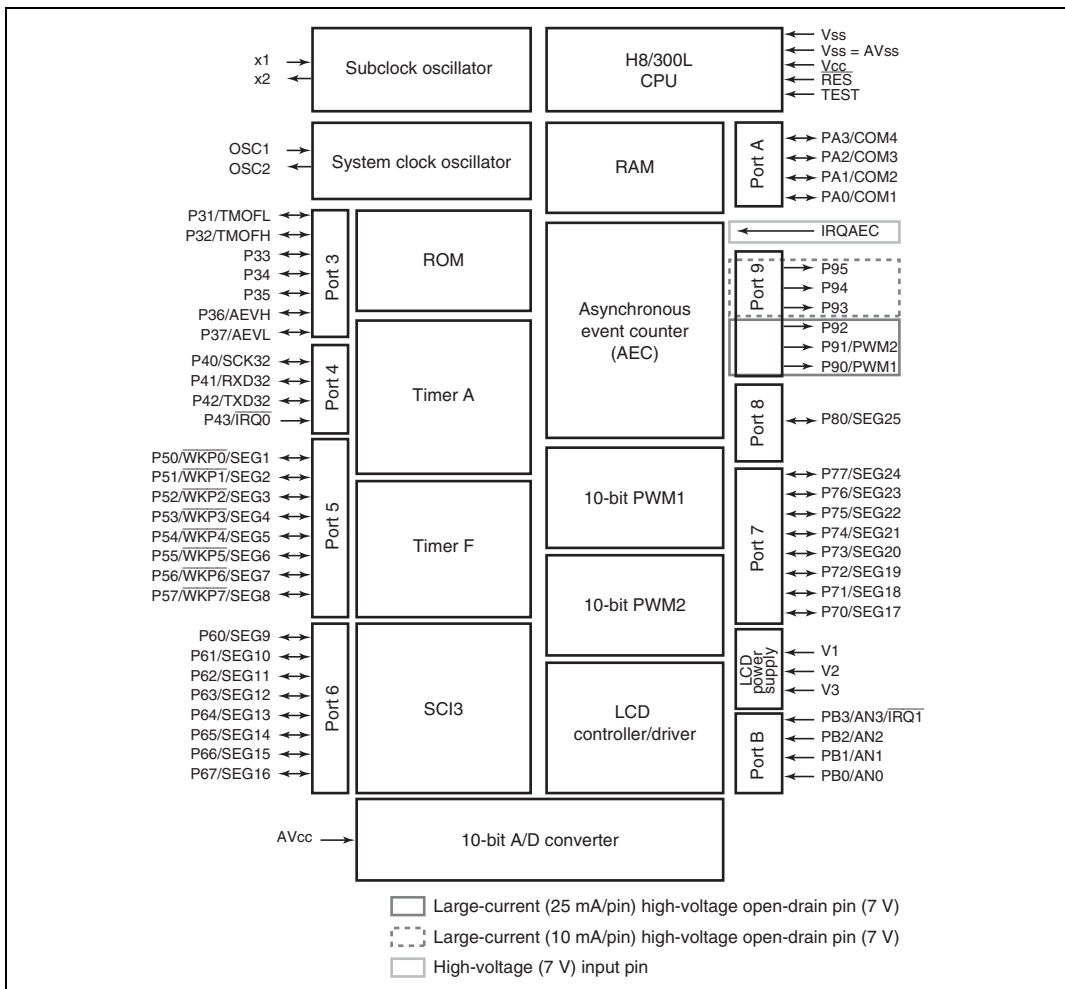 x1
x2
Subclock oscillator
H8/300L
CPU
Vss
Vss = AVss
Vcc
RES
TEST
OSC1
OSC2
System clock oscillator
RAM
Port A
PA3/COM4
PA2/COM3
PA1/COM2
PA0/COM1
P31/TMOFL
P32/TMOFH
P33
P34
P35
P36/AEVH
P37/AEVL
Port 3
ROM
Asynchronous
event counter
(AEC)
IRQAEC
Port 9
P95
P94
P93
P92
P91/PWM2
P90/PWM1
P40/SCK32
P41/RXD32
P42/TXD32
P43/IRQ0
Port 4
Timer A
Port 8
P80/SEG25
P50/WKP0/SEG1
P51/WKP1/SEG2
P52/WKP2/SEG3
P53/WKP3/SEG4
P54/WKP4/SEG5
P55/WKP5/SEG6
P56/WKP6/SEG7
P57/WKP7/SEG8
Port 5
Timer F
10-bit PWM1
10-bit PWM2
Port 7
P77/SEG24
P76/SEG23
P75/SEG22
P74/SEG21
P73/SEG20
P72/SEG19
P71/SEG18
P70/SEG17
P60/SEG9
P61/SEG10
P62/SEG11
P63/SEG12
P64/SEG13
P65/SEG14
P66/SEG15
P67/SEG16
Port 6
SCI3
LCD
controller/driver
LCD
power
supply
V1
V2
V3
Port B
PB3/AN3/IRQ1
PB2/AN2
PB1/AN1
PB0/AN0
AVcc
10-bit A/D converter
Large-current (25 mA/pin) high-voltage open-drain pin (7 V)
Large-current (10 mA/pin) high-voltage open-drain pin (7 V)
High-voltage (7 V) input pin